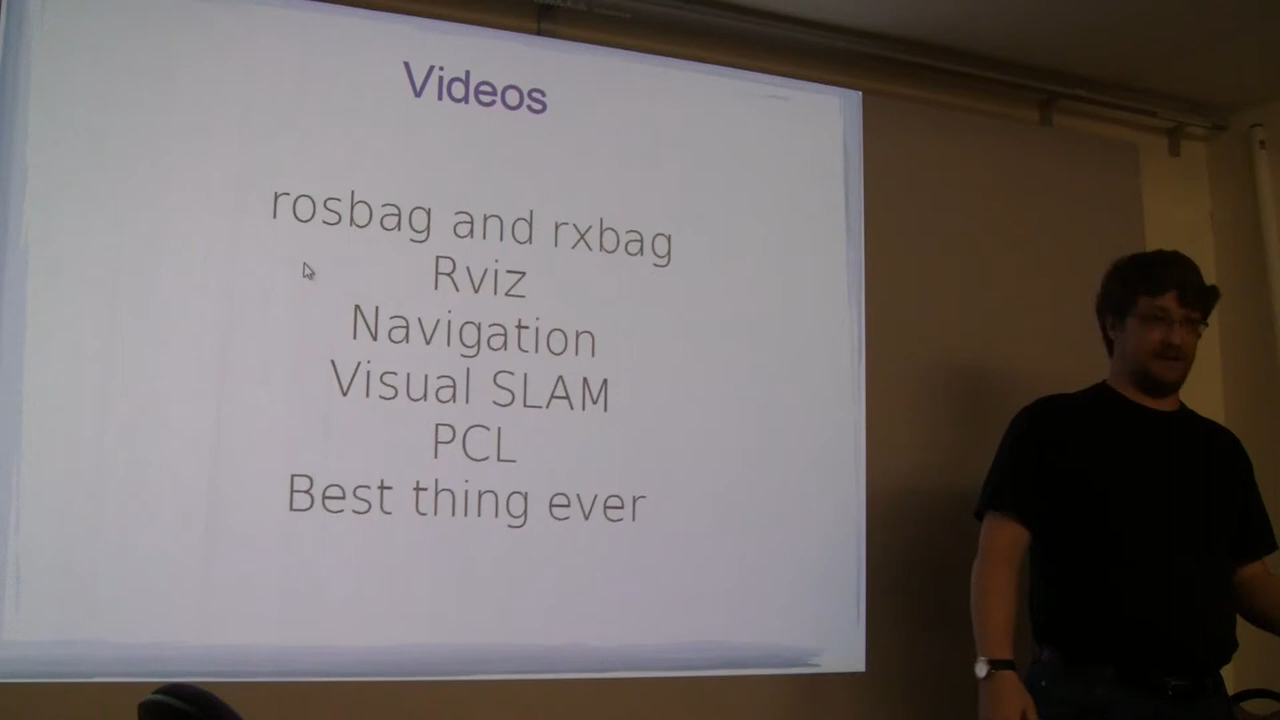 Videos
rosbag and rxbag
Rviz
Navigation
Visual SLAM
PCL
Best thing ever